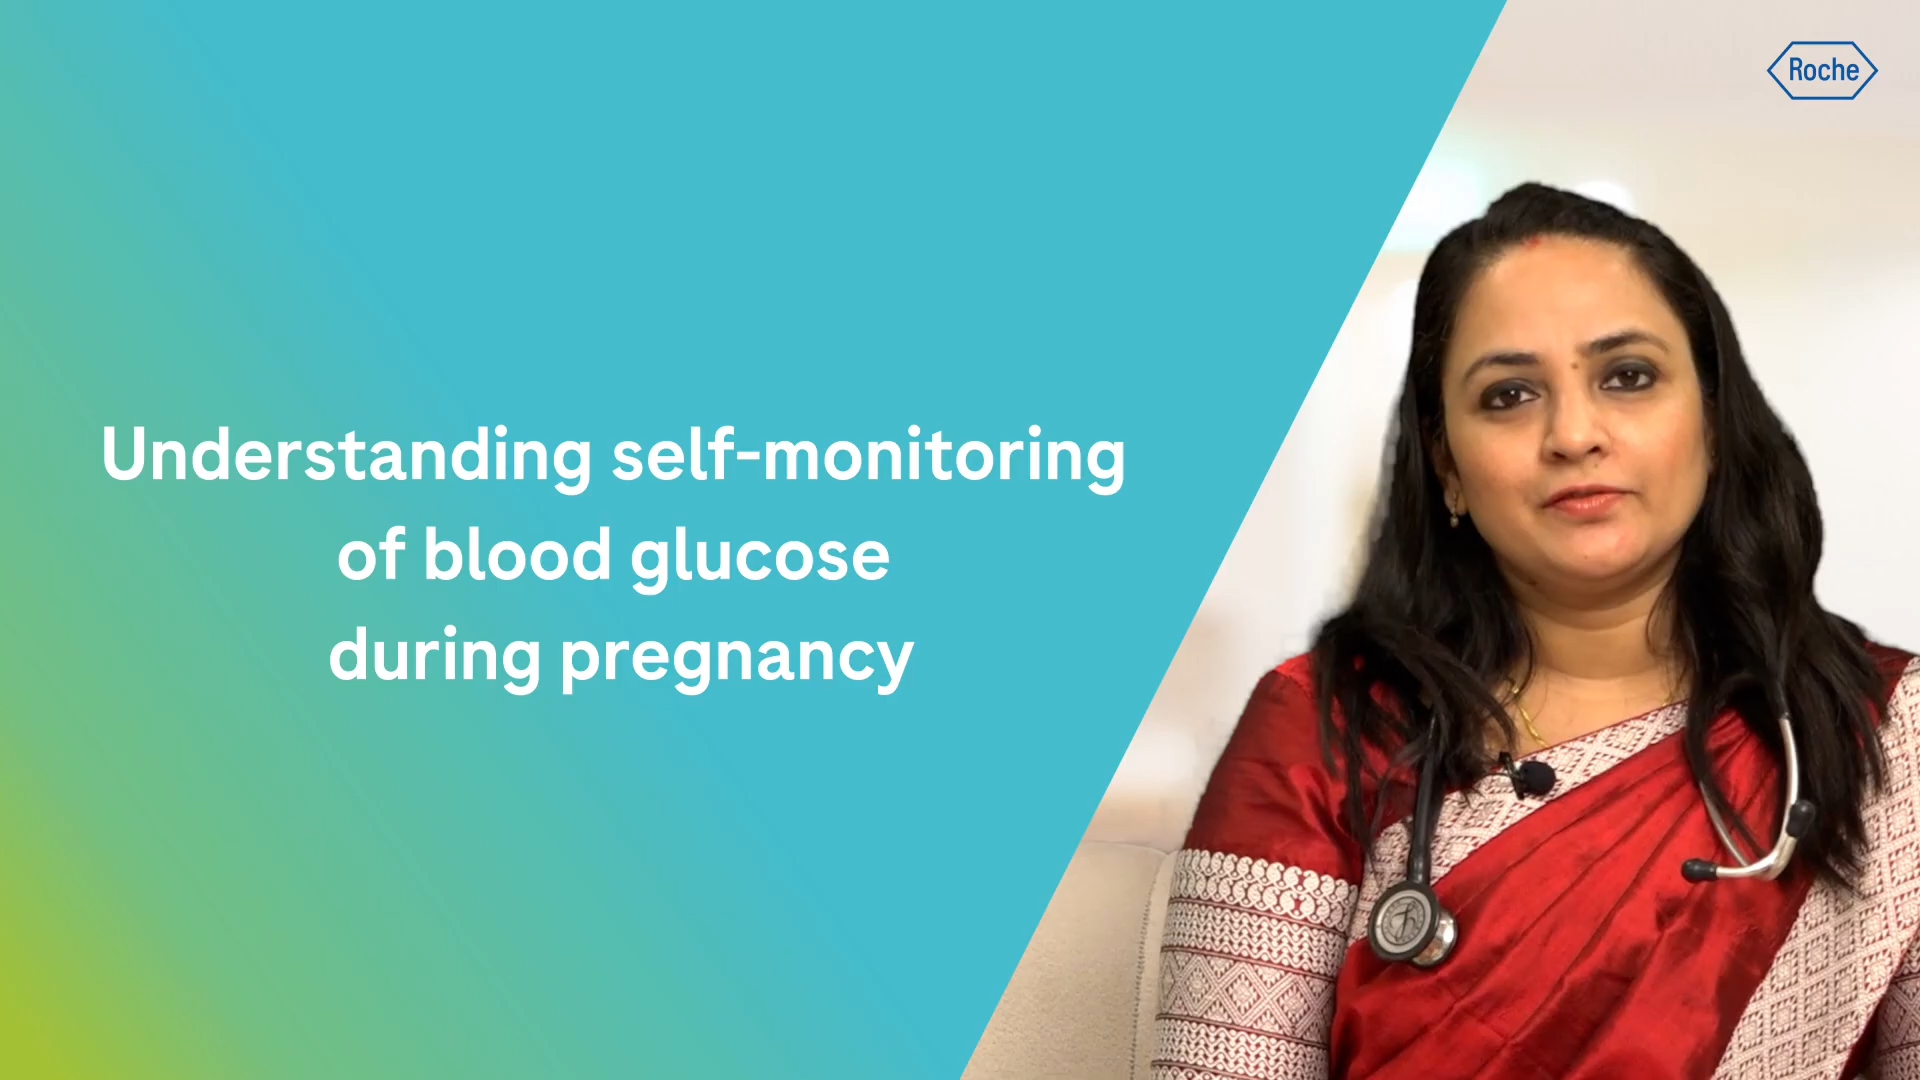 Roche
Understanding self-monitoring
of blood glucose
during pregnancy